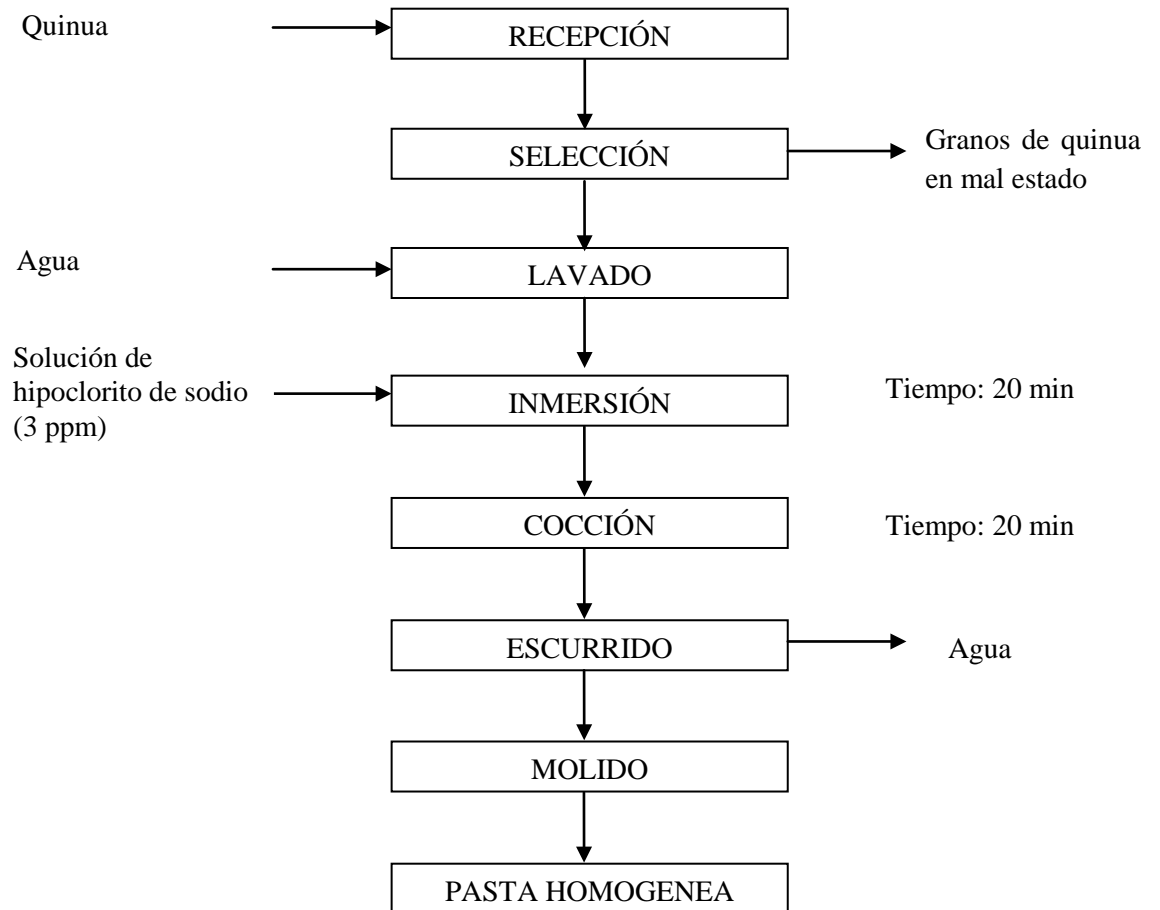 Quinua
RECEPCIÓN
SELECCIÓN
Granos de quinua
en mal estado
Agua
LAVADO
Solución de
hipoclorito de sodio
(3 ppm)
INMERSIÓN
Tiempo: 20 min
COCCIÓN
Tiempo: 20 min
ESCURRIDO
Agua
MOLIDO
PASTA HOMOGENEA